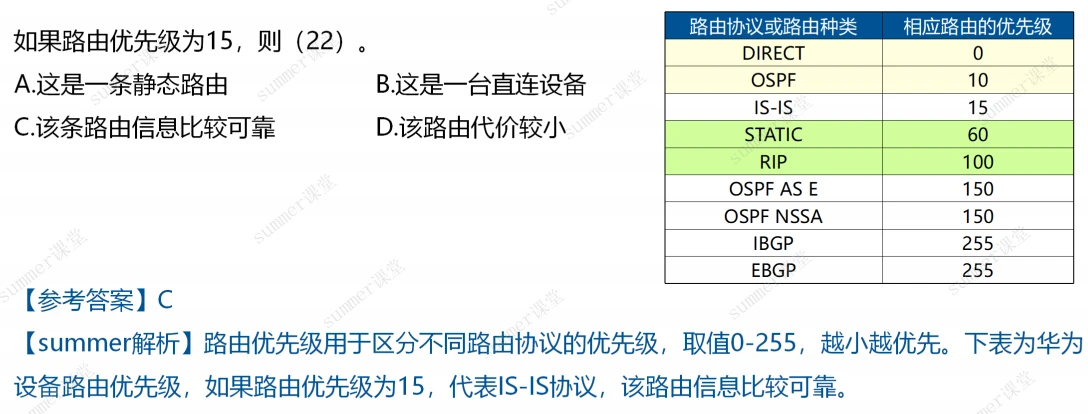 如果路由优先级为15，则（22）。
A.这是一条静态路由 B.这是一台直连设备
C.该条路由信息比较可靠 D.该路由代价较小
路由协议或路由种类 相应路由的优先级
DIRECT 0
OSPF 10
IS-IS 15
STATIC 60
RIP 100
OSPF AS E 150
OSPF NSSA 150
IBGP 255
EBGP 255
【参考答案】C
【summer解析】路由优先级用于区分不同路由协议的优先级，取值0-255，越小越优先。下表为华为
设备路由优先级，如果路由优先级为15，代表IS-IS协议，该路由信息比较可靠。
summer课堂